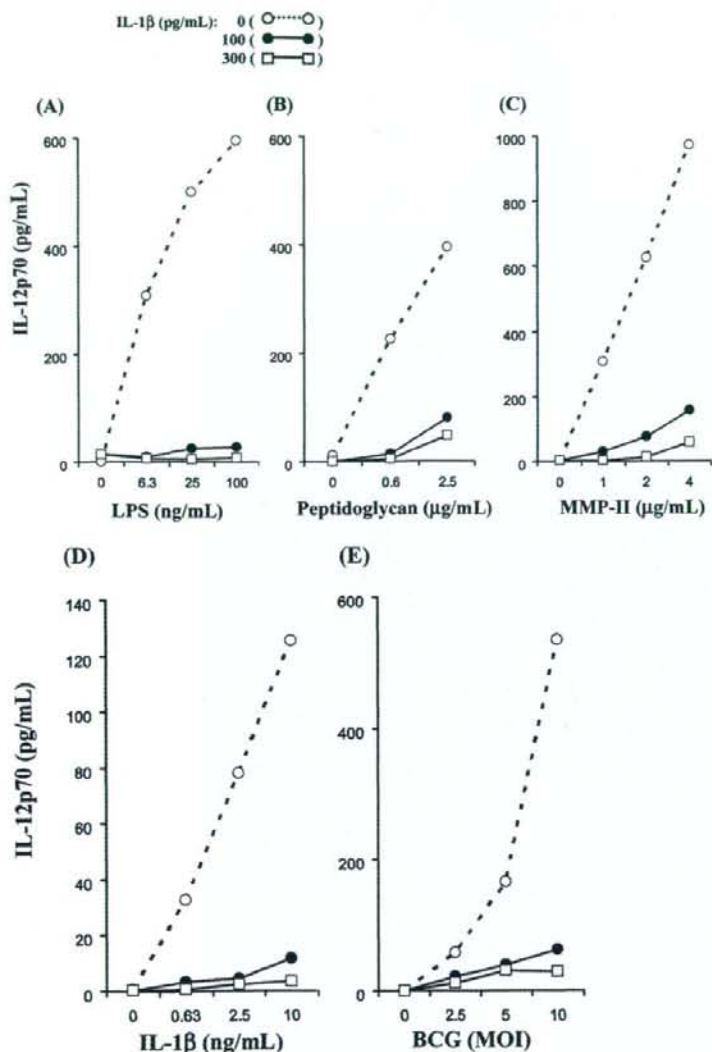 IL-1β (pg/mL): 0 ( )
100 ( )
300 ( )
(A)
(B)
(C)
IL-12p70 (pg/mL)
600
400
200
0
0 6.3 25 100
LPS (ng/mL)
600
400
200
0
0 0.6 2.5
Peptidoglycan (μg/mL)
1000
800
600
400
200
0
0 1 2 4
MMP-II (μg/mL)
(D)
(E)
IL-12p70 (pg/mL)
140
120
100
80
60
40
20
0
0 0.63 2.5 10
IL-1β (ng/mL)
600
400
200
0
0 2.5 5 10
BCG (MOI)